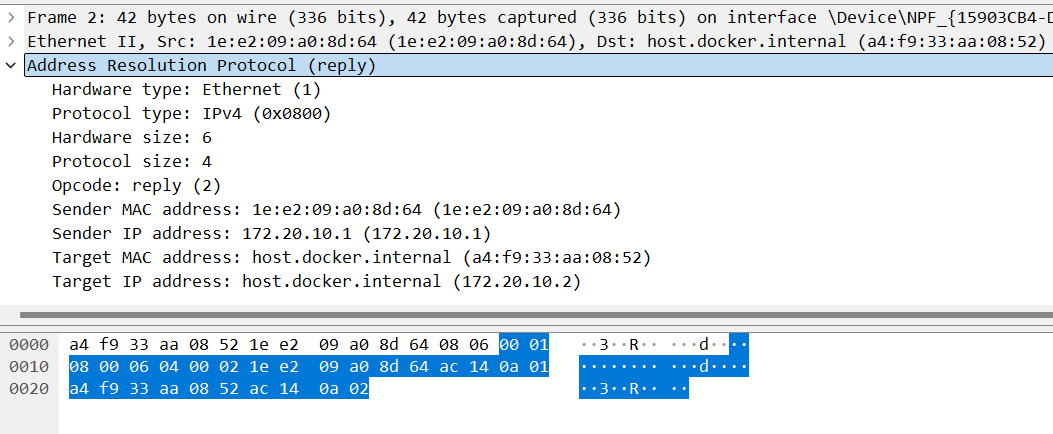 Frame 2: 42 bytes on wire (336 bits), 42 bytes captured (336 bits) on interface \Device\NPF_{15903CB4-D
Ethernet II, Src: 1e:e2:09:a0:8d:64 (1e:e2:09:a0:8d:64), Dst: host.docker.internal (a4:f9:33:aa:08:52)
Address Resolution Protocol (reply)
Hardware type: Ethernet (1)
Protocol type: IPv4 (0x0800)
Hardware size: 6
Protocol size: 4
Opcode: reply (2)
Sender MAC address: 1e:e2:09:a0:8d:64 (1e:e2:09:a0:8d:64)
Sender IP address: 172.20.10.1 (172.20.10.1)
Target MAC address: host.docker.internal (a4:f9:33:aa:08:52)
Target IP address: host.docker.internal (172.20.10.2)
0000 a4 f9 33 aa 08 52 1e e2 09 a0 8d 64 08 06 00 01 ··3··R·· ···d····
0010 08 00 06 04 00 02 1e e2 09 a0 8d 64 ac 14 0a 01 ········ ···d····
0020 a4 f9 33 aa 08 52 ac 14 0a 02 ··3··R·· ··